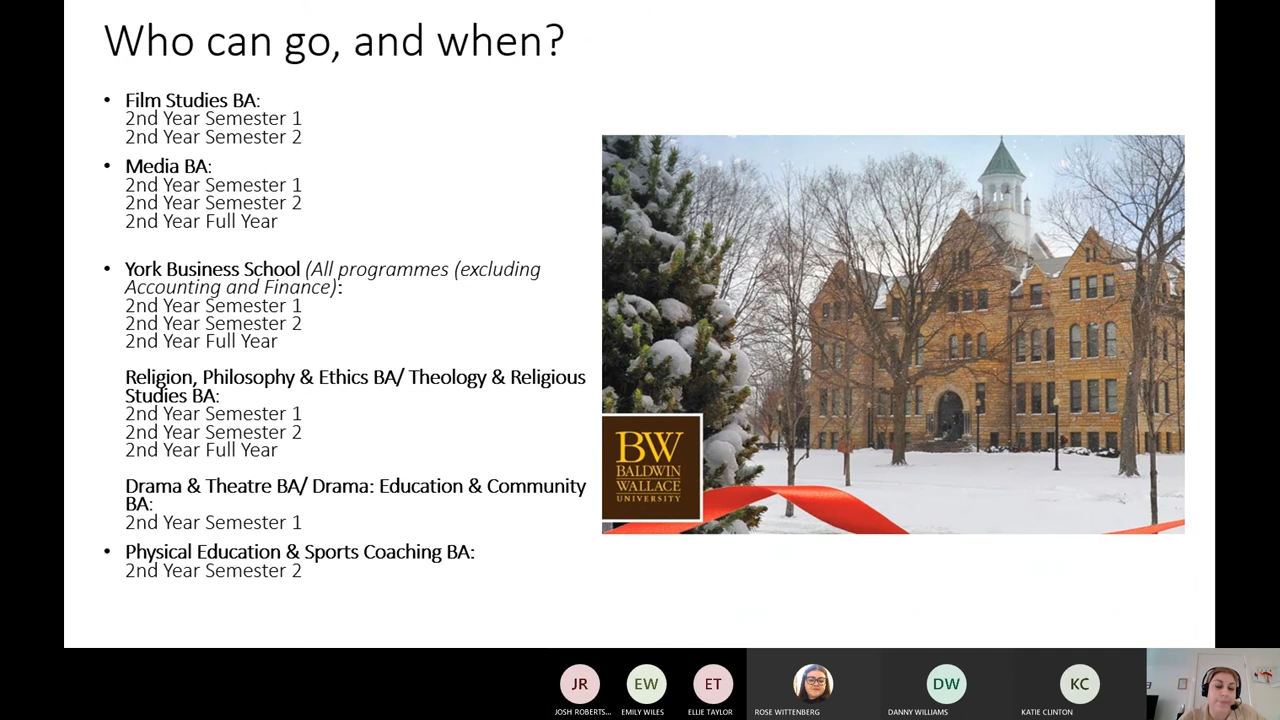 Who can go, and when?
• Film Studies BA:
2nd Year Semester 1
2nd Year Semester 2
• Media BA:
2nd Year Semester 1
2nd Year Semester 2
2nd Year Full Year
• York Business School (All programmes (excluding
Accounting and Finance):
2nd Year Semester 1
2nd Year Semester 2
2nd Year Full Year
Religion, Philosophy & Ethics BA/ Theology & Religious
Studies BA:
2nd Year Semester 1
2nd Year Semester 2
2nd Year Full Year
Drama & Theatre BA/ Drama: Education & Community
BA:
2nd Year Semester 1
• Physical Education & Sports Coaching BA:
2nd Year Semester 2
BW
BALDWIN
WALLACE
UNIVERSITY
JR
EW
ET
DW
KC
JOSH ROBERTS...
EMILY WILES
ELLIE TAYLOR
ROSE WITTENBERG
DANNY WILLIAMS
KATIE CLINTON